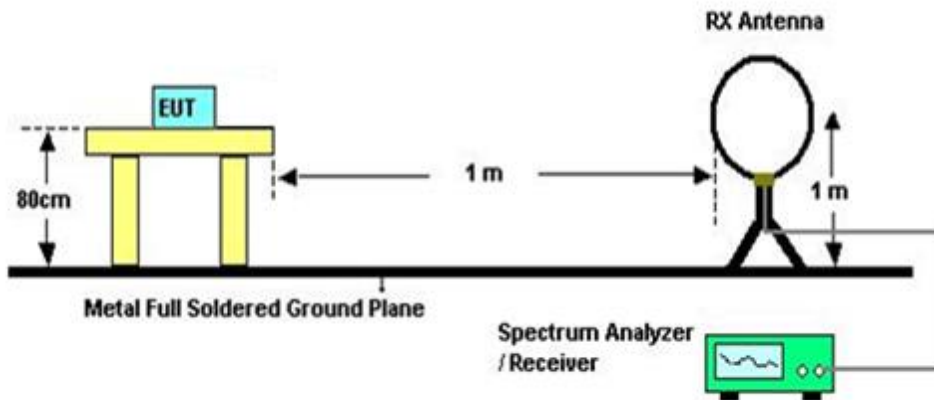 RX Antenna
EUT
1 m
80cm
1 m
Metal Full Soldered Ground Plane
Spectrum Analyzer
/ Receiver